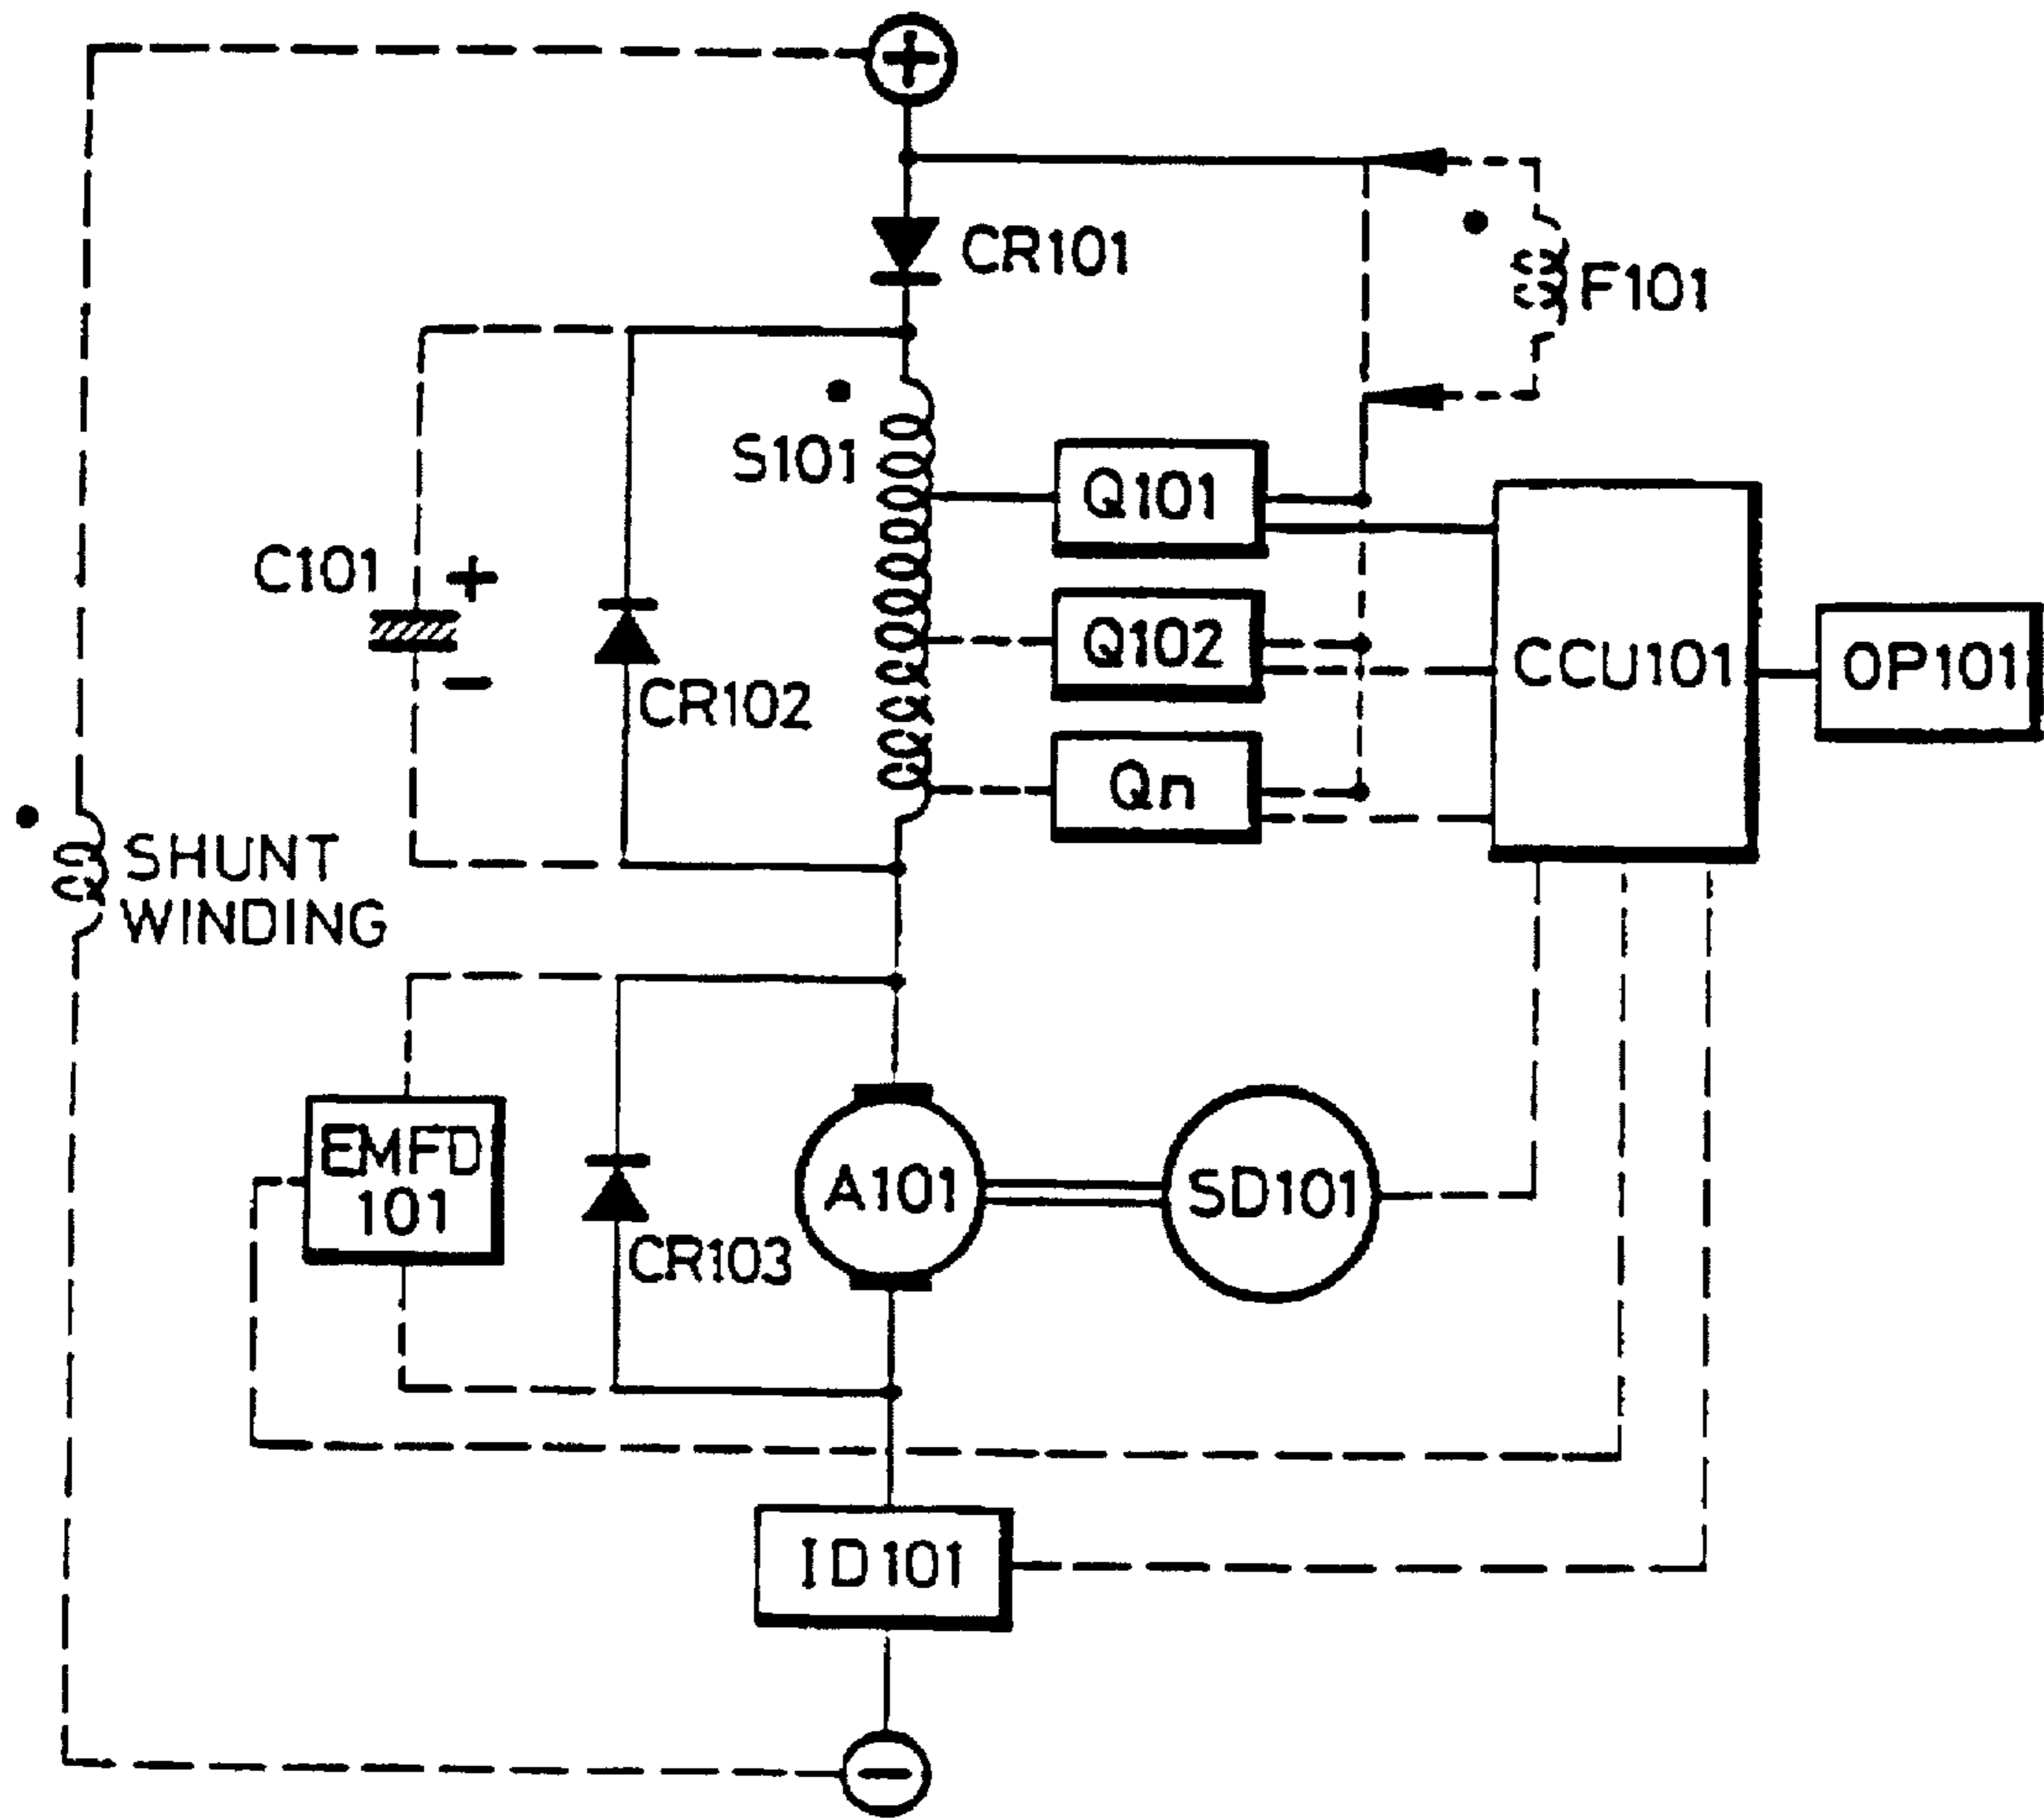 +
CR101
F101
S101
Q101
C101
+
-
Q102
CCU101
OP101
CR102
Qn
SHUNT
WINDING
EMFD
101
A101
SD101
CR103
ID101
-